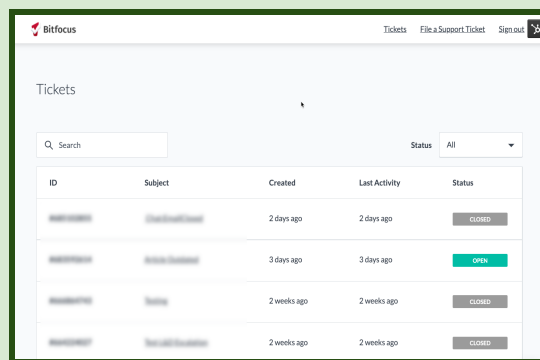 Bitfocus Tickets File a Support Ticket Sign out
Tickets
Search Status All
ID Subject Created Last Activity Status
2 days ago 2 days ago CLOSED
3 days ago 3 days ago OPEN
2 weeks ago 2 weeks ago CLOSED
2 weeks ago 2 weeks ago CLOSED